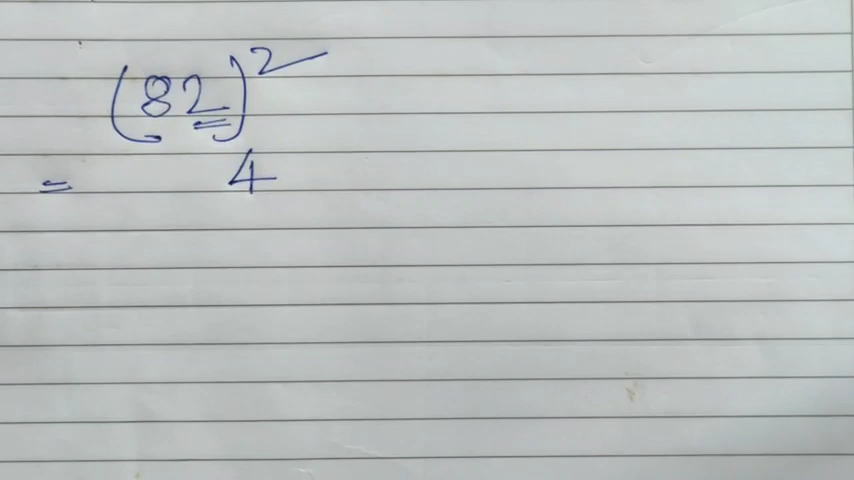 (82)²
= 4